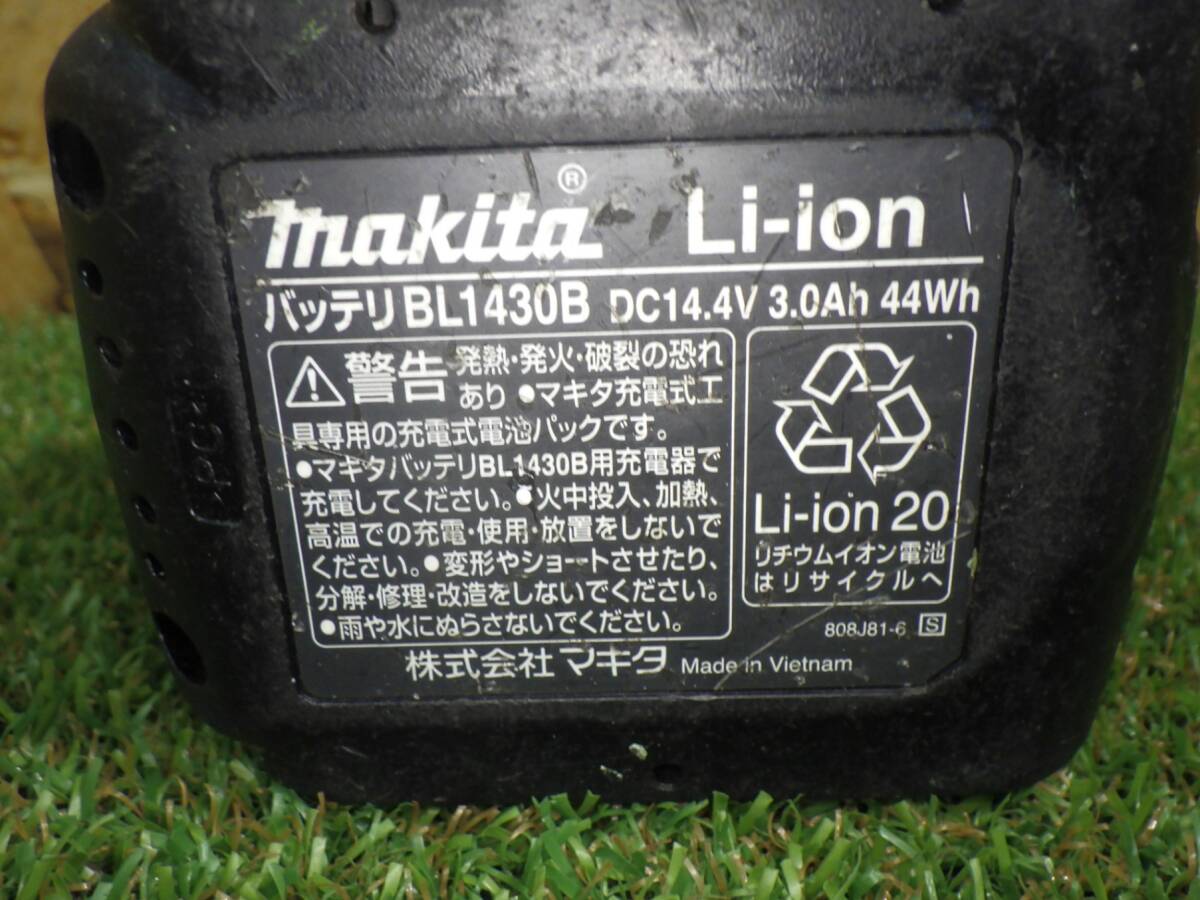 makita® Li-ion
バッテリ BL1430B DC14.4V 3.0Ah 44Wh
警告 発熱・発火・破裂の恐れ
あり ●マキタ充電式工
具専用の充電式電池パックです。
●マキタバッテリBL1430B用充電器で
充電してください。●火中投入、加熱、
高温での充電・使用・放置をしないで
ください。●変形やショートさせたり、
分解・修理・改造をしないでください。
●雨や水にぬらさないでください。
Li-ion 20
リチウムイオン電池
はリサイクルへ
808J81-6 S
株式会社マキタ Made in Vietnam
>PC<